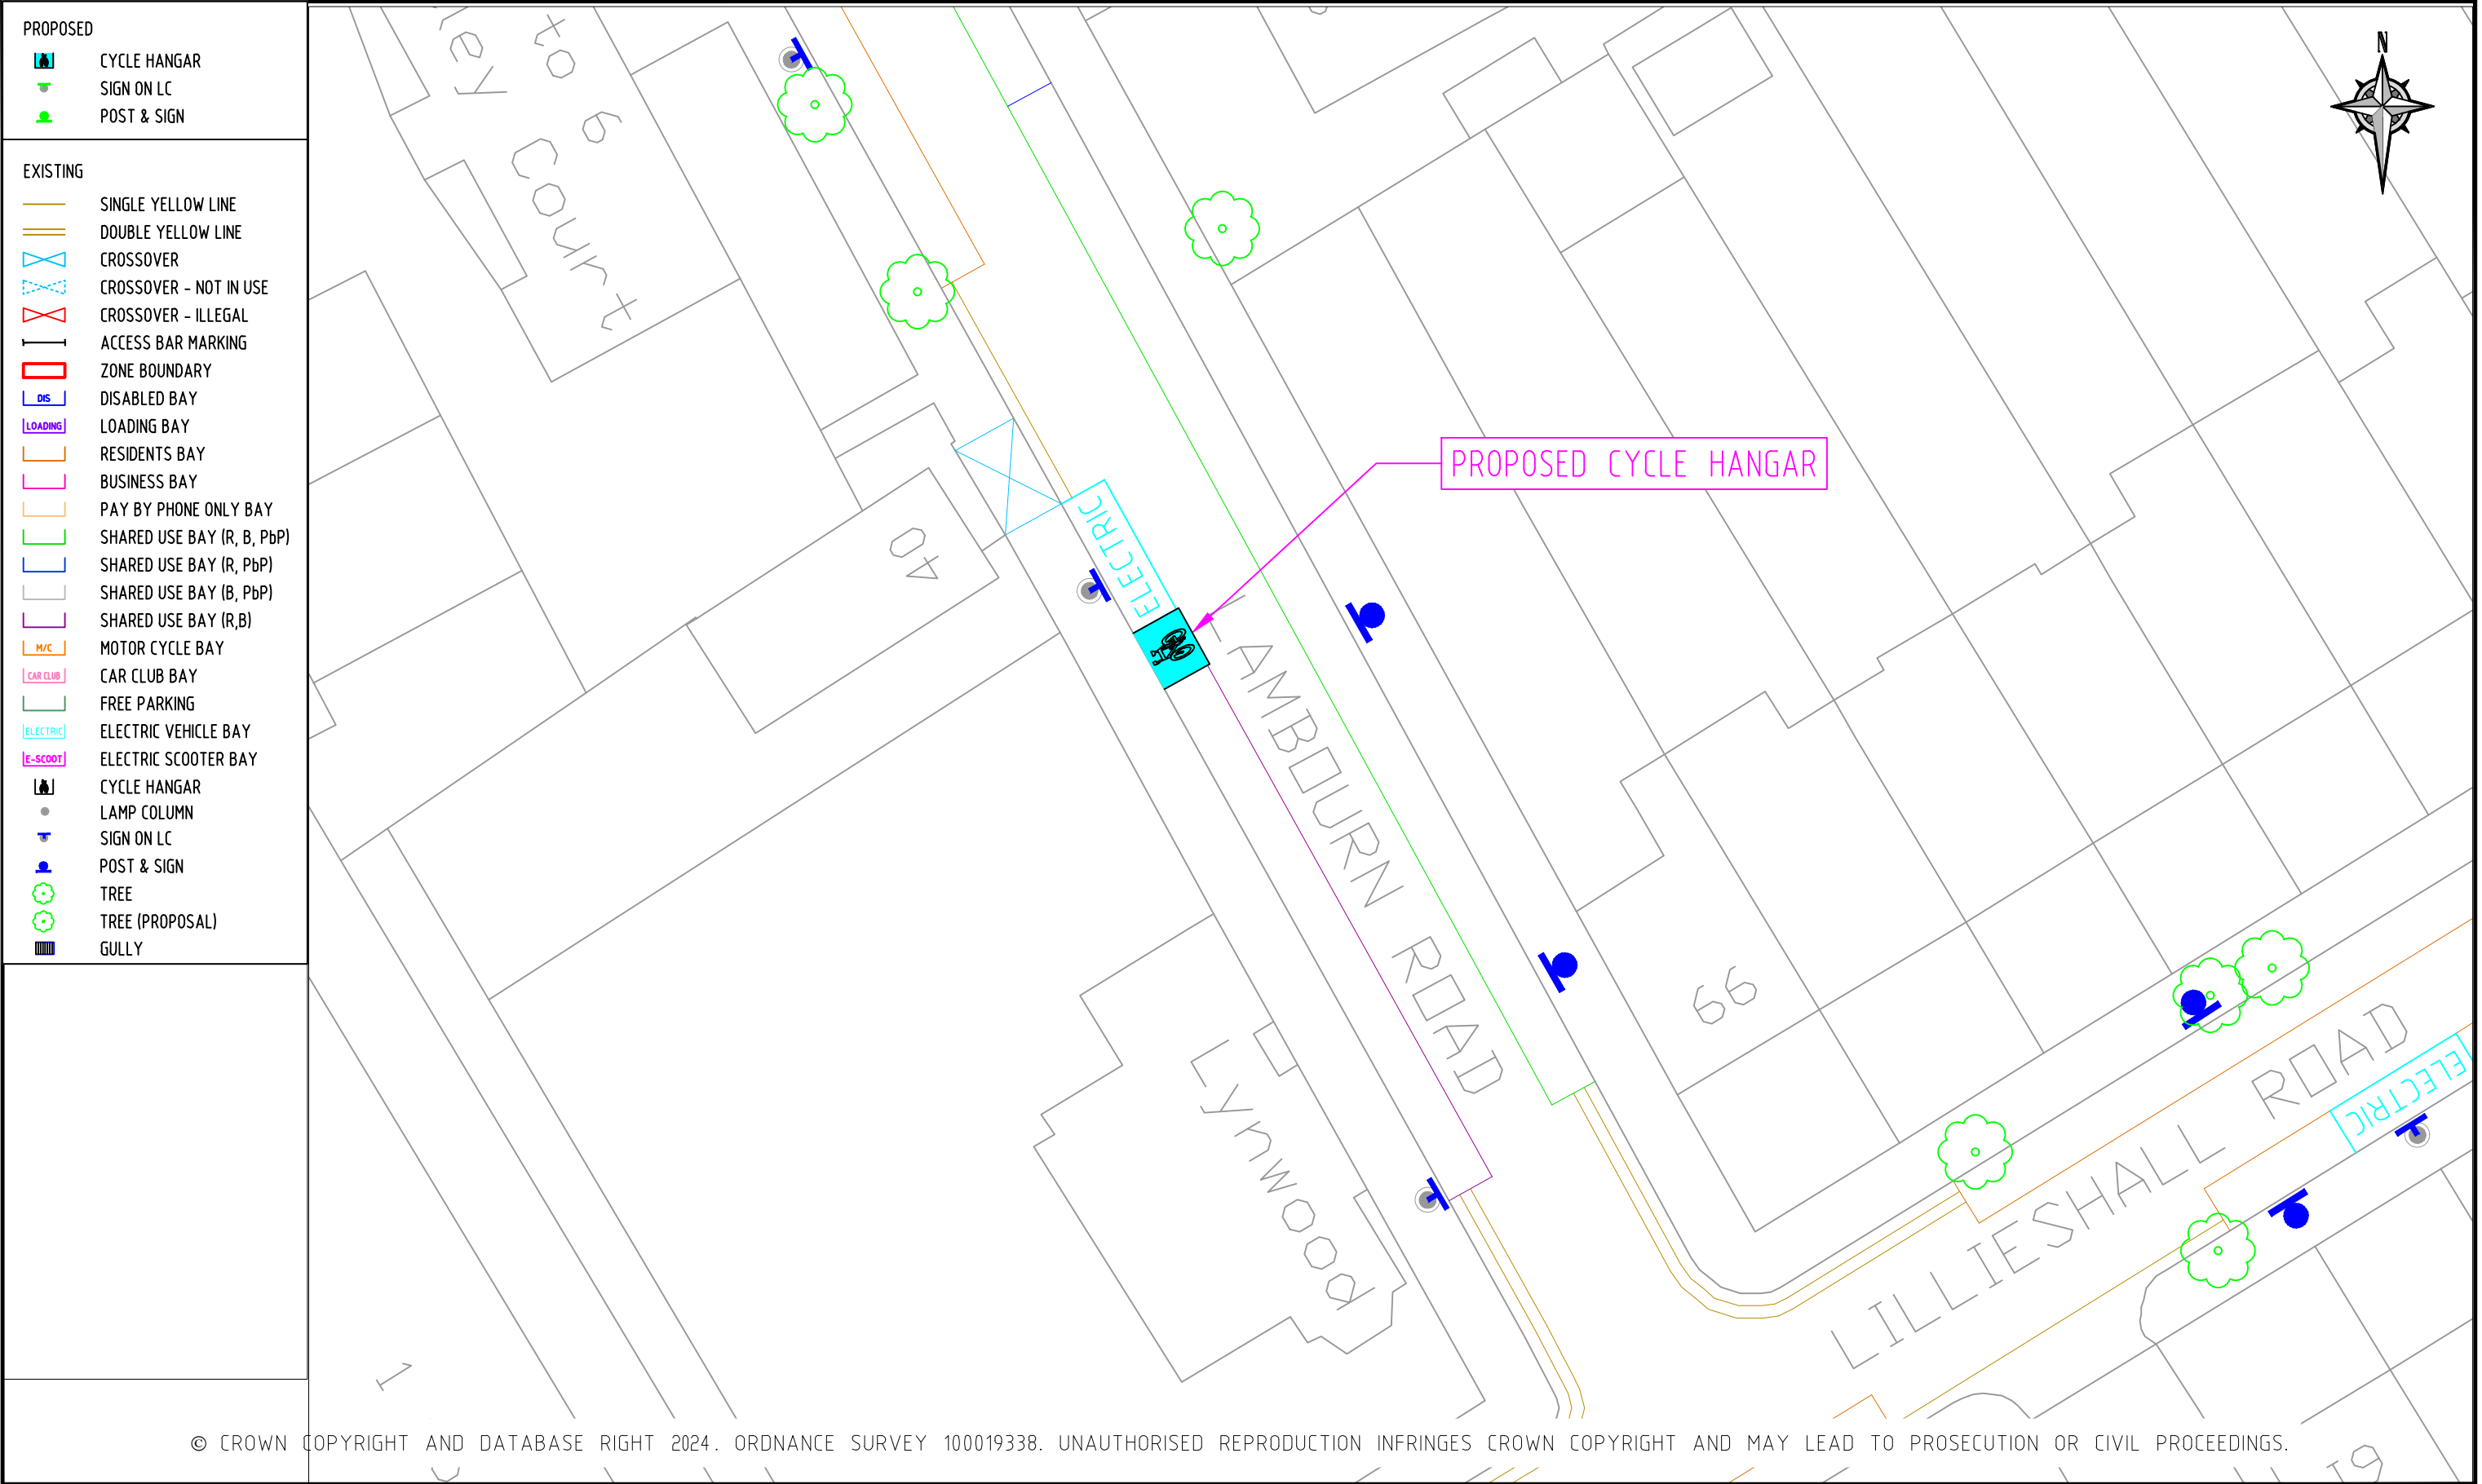 PROPOSED
CYCLE HANGAR
SIGN ON LC
POST & SIGN
EXISTING
SINGLE YELLOW LINE
DOUBLE YELLOW LINE
CROSSOVER
CROSSOVER - NOT IN USE
CROSSOVER - ILLEGAL
ACCESS BAR MARKING
ZONE BOUNDARY
DIS DISABLED BAY
LOADING LOADING BAY
RESIDENTS BAY
BUSINESS BAY
PAY BY PHONE ONLY BAY
SHARED USE BAY (R, B, PbP)
SHARED USE BAY (R, PbP)
SHARED USE BAY (B, PbP)
SHARED USE BAY (R,B)
M/C MOTOR CYCLE BAY
CAR CLUB CAR CLUB BAY
FREE PARKING
ELECTRIC ELECTRIC VEHICLE BAY
E-SCOOT ELECTRIC SCOOTER BAY
CYCLE HANGAR
LAMP COLUMN
SIGN ON LC
POST & SIGN
TREE
TREE (PROPOSAL)
GULLY
N
Court
PROPOSED CYCLE HANGAR
ELECTRIC
40
LAMBOURN ROAD
66
Lynwood
LILLIESHALL ROAD
ELECTRIC
1
© CROWN COPYRIGHT AND DATABASE RIGHT 2024. ORDNANCE SURVEY 100019338. UNAUTHORISED REPRODUCTION INFRINGES CROWN COPYRIGHT AND MAY LEAD TO PROSECUTION OR CIVIL PROCEEDINGS.